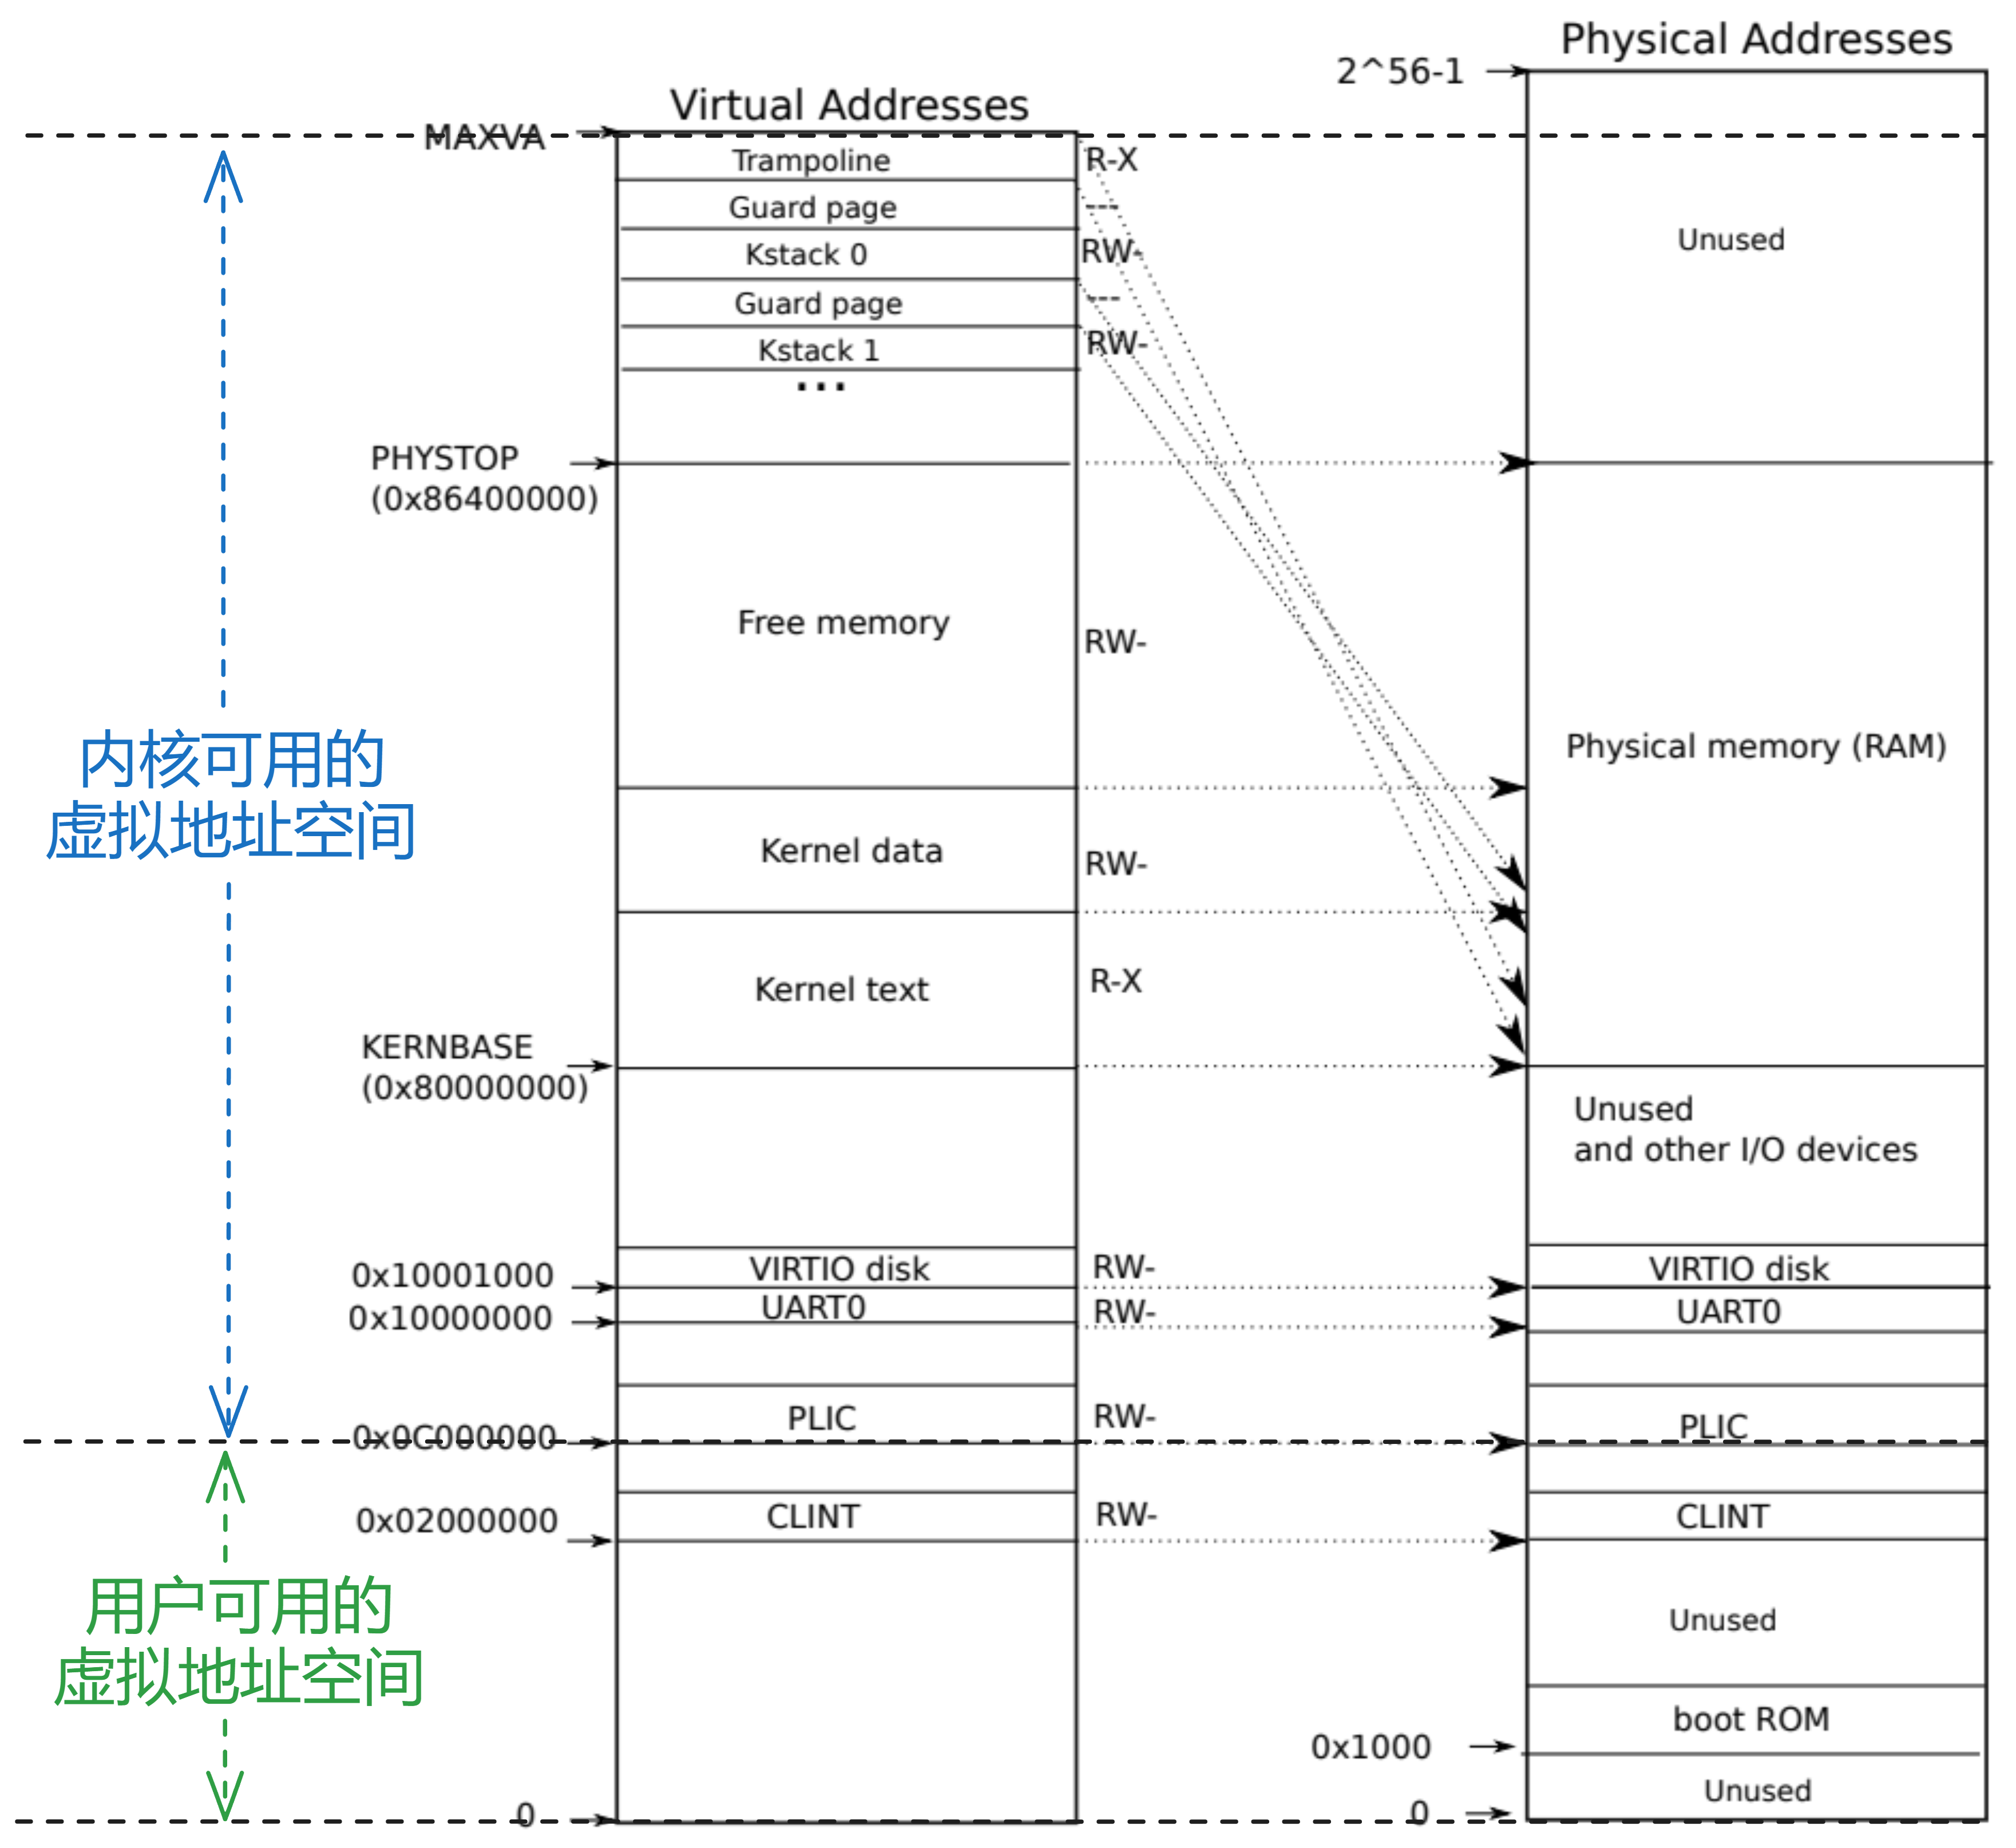 Physical Addresses
2^56-1
Virtual Addresses
MAXVA
Trampoline
R-X
Guard page
---
Unused
Kstack 0
RW-
Guard page
---
Kstack 1
RW-
...
PHYSTOP
(0x86400000)
Free memory
RW-
内核可用的
虚拟地址空间
Physical memory (RAM)
Kernel data
RW-
Kernel text
R-X
KERNBASE
(0x80000000)
Unused
and other I/O devices
0x10001000
VIRTIO disk
RW-
VIRTIO disk
0x10000000
UART0
RW-
UART0
0x0C000000
PLIC
RW-
PLIC
0x02000000
CLINT
RW-
CLINT
用户可用的
虚拟地址空间
Unused
boot ROM
0x1000
Unused
0
0